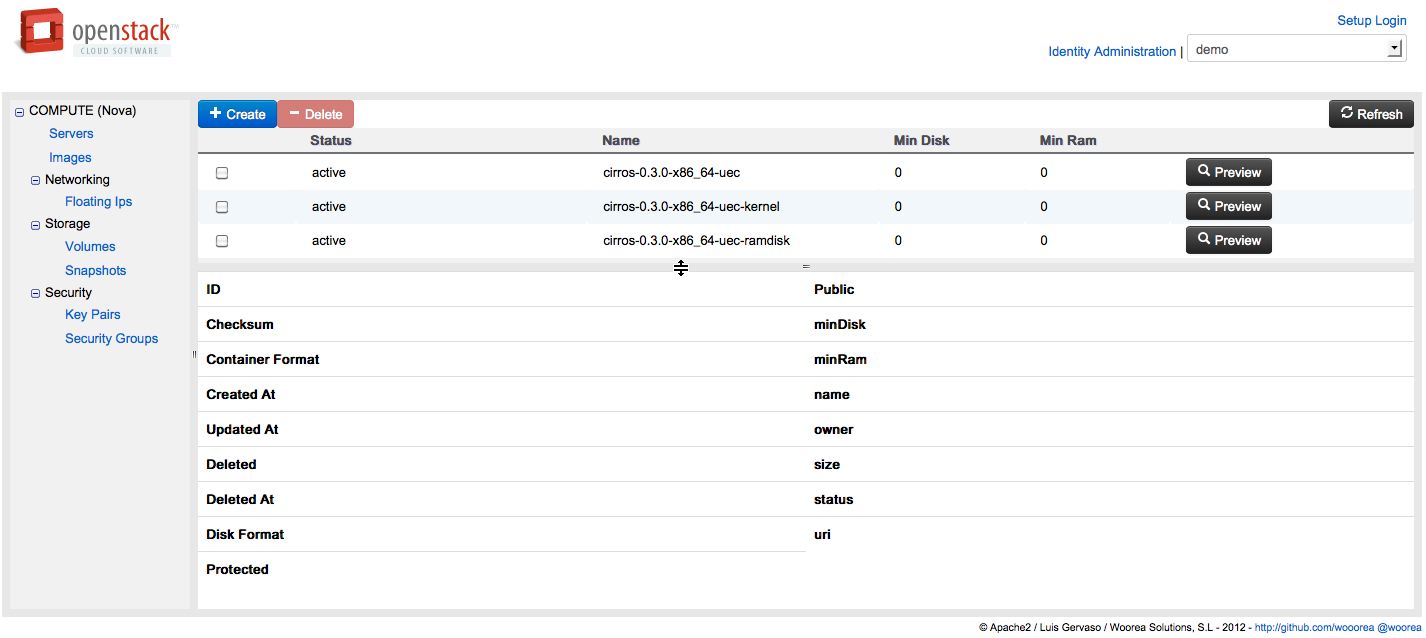 openstack™
CLOUD SOFTWARE
Setup Login
Identity Administration | demo
COMPUTE (Nova)
Servers
Images
Networking
Floating Ips
Storage
Volumes
Snapshots
Security
Key Pairs
Security Groups
Create Delete Refresh
Status Name Min Disk Min Ram
active cirros-0.3.0-x86_64-uec 0 0 Preview
active cirros-0.3.0-x86_64-uec-kernel 0 0 Preview
active cirros-0.3.0-x86_64-uec-ramdisk 0 0 Preview
ID Public
Checksum minDisk
Container Format minRam
Created At name
Updated At owner
Deleted size
Deleted At status
Disk Format uri
Protected
© Apache2 / Luis Gervaso / Woorea Solutions, S.L - 2012 - http://github.com/wooorea @woorea